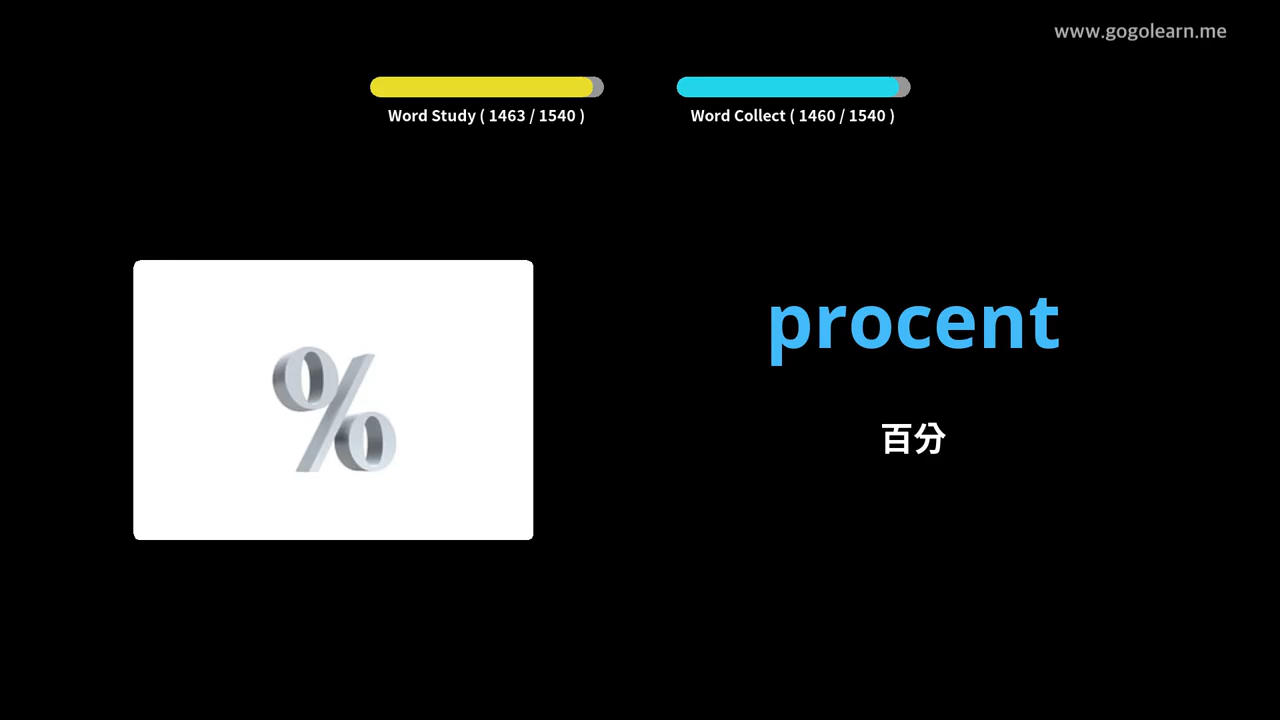 www.gogolearn.me
Word Study ( 1463 / 1540 )
Word Collect ( 1460 / 1540 )
%
procent
百分